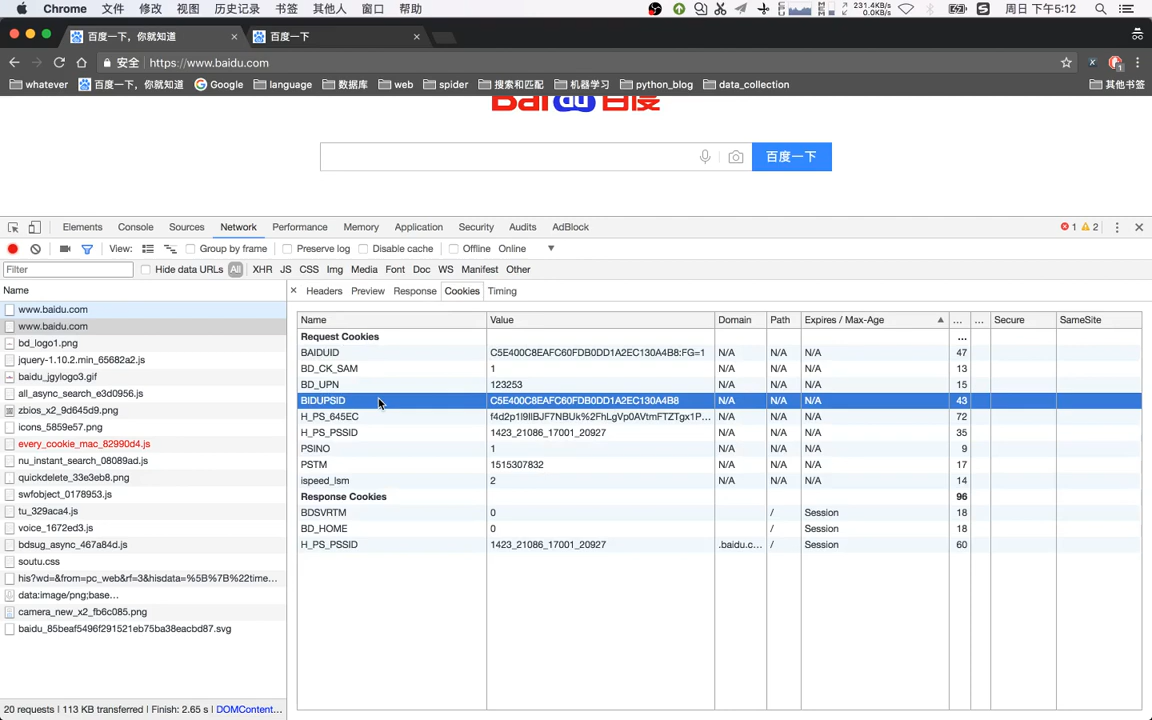 Chrome 文件 修改 视图 历史记录 书签 其他人 窗口 帮助 231.4KB/s 0.0KB/s 周日 下午5:12
百度一下，你就知道 × 百度一下 ×
安全 https://www.baidu.com
whatever 百度一下，你就知道 Google language 数据库 web spider 搜索和匹配 机器学习 python_blog data_collection 其他书签
Bai du 百度
百度一下
Elements Console Sources Network Performance Memory Application Security Audits AdBlock 1 2
View: Group by frame Preserve log Disable cache Offline Online
Filter Hide data URLs All XHR JS CSS Img Media Font Doc WS Manifest Other
Name
www.baidu.com
www.baidu.com
bd_logo1.png
jquery-1.10.2.min_65682a2.js
baidu_jgylogo3.gif
all_async_search_e3d0945.js
zbios_x2_9d645d9.png
icons_5859e57.png
every_cookie_mac_82990d4.js
nu_instant_search_08089ad.js
quickdelete_33e3eb8.png
swfobject_0178953.js
tu_329aca4.js
voice_1672ed3.js
bdsug_async_467a84d.js
soutu.css
his?wd=&from=pc_web&rf=3&hisdata=%5B%7B%22time...
data:image/png;base...
camera_new_x2_fb6c085.png
baidu_85beaf5496f291521eb75ba38eacbd87.svg
20 requests | 113 KB transferred | Finish: 2.65 s | DOMContent...
× Headers Preview Response Cookies Timing
Name Value Domain Path Expires / Max-Age ▲ ... ... Secure SameSite
Request Cookies ...
BAIDUID C5E400C8EAFC60FDB0DD1A2EC130A4B8:FG=1 N/A N/A N/A 47
BD_CK_SAM 1 N/A N/A N/A 13
BD_UPN 123253 N/A N/A N/A 15
BIDUPSID C5E400C8EAFC60FDB0DD1A2EC130A4B8 N/A N/A N/A 43
H_PS_645EC f4d2p1l9IIBJF7NBUk%2FhLgVp0AVtmFTZTgx1P... N/A N/A N/A 72
H_PS_PSSID 1423_21086_17001_20927 N/A N/A N/A 35
PSINO 1 N/A N/A N/A 9
PSTM 1515307832 N/A N/A N/A 17
ispeed_lsm 2 N/A N/A N/A 14
Response Cookies 96
BDSVRTM 0 / Session 18
BD_HOME 0 / Session 18
H_PS_PSSID 1423_21086_17001_20927 .baidu.c... / Session 60